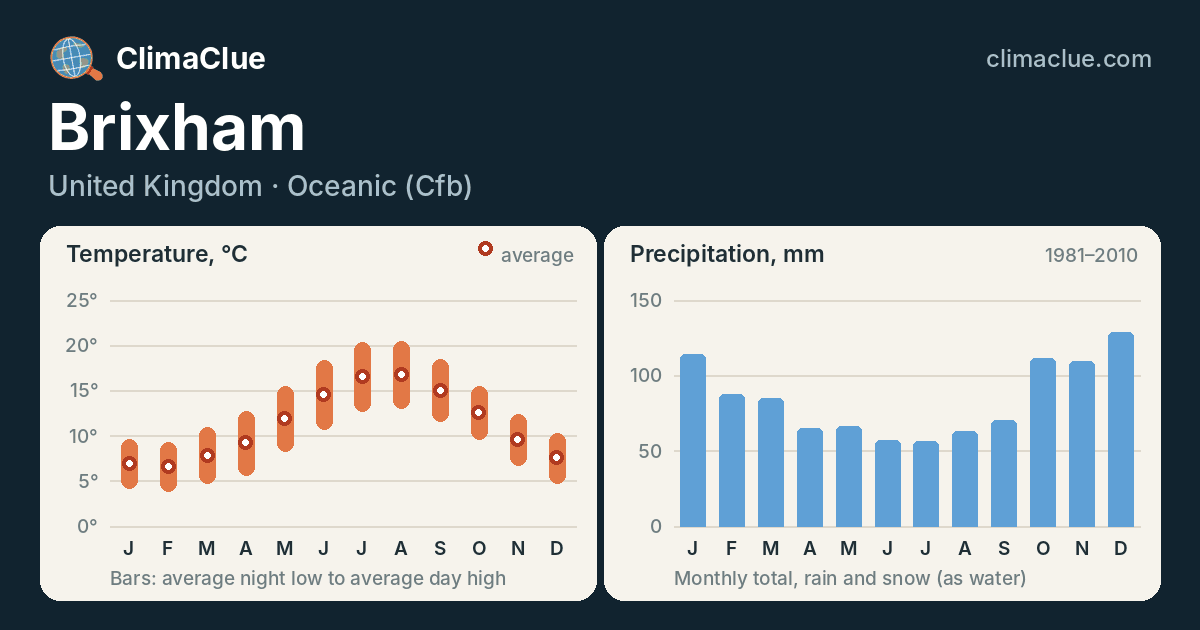 ClimaClue
climaclue.com
Brixham
United Kingdom · Oceanic (Cfb)
Temperature, °C
average
25°
20°
15°
10°
5°
0°
J F M A M J J A S O N D
Bars: average night low to average day high
Precipitation, mm
1981–2010
150
100
50
0
J F M A M J J A S O N D
Monthly total, rain and snow (as water)